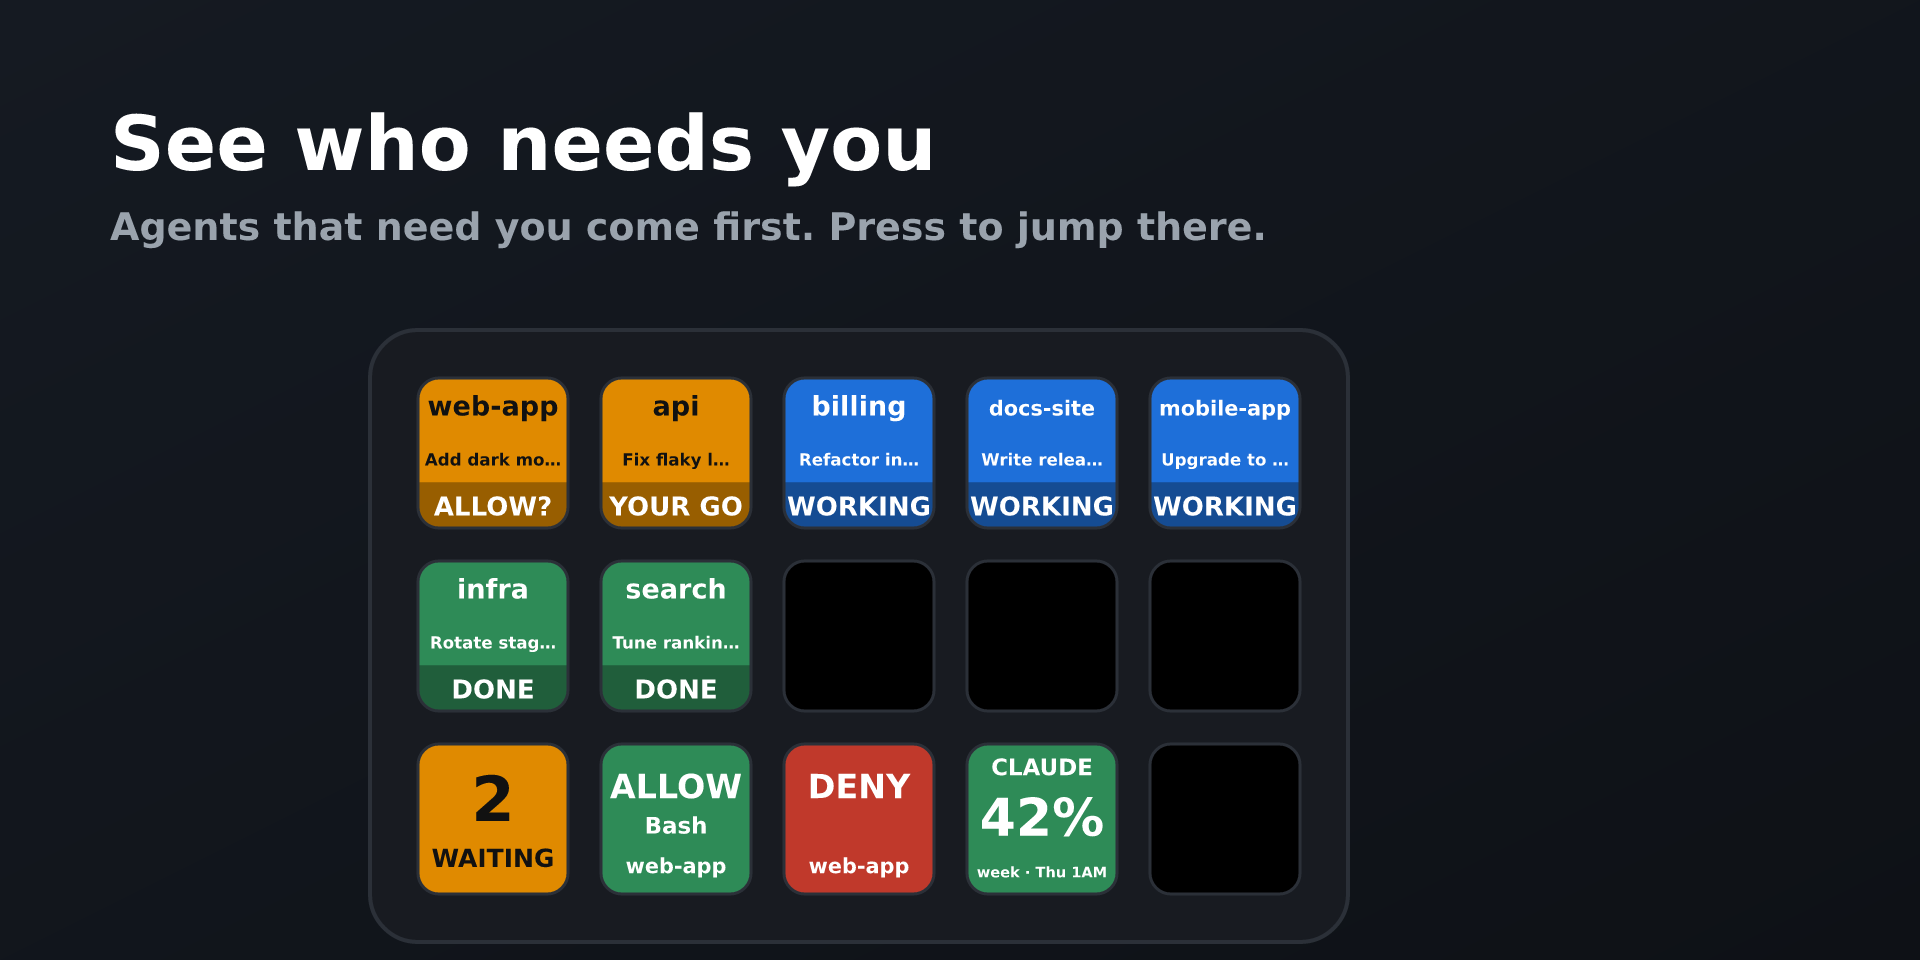 See who needs you
Agents that need you come first. Press to jump there.
web-app
Add dark mo…
ALLOW?
api
Fix flaky l…
YOUR GO
billing
Refactor in…
WORKING
docs-site
Write relea…
WORKING
mobile-app
Upgrade to …
WORKING
infra
Rotate stag…
DONE
search
Tune rankin…
DONE
2
WAITING
ALLOW
Bash
web-app
DENY
web-app
CLAUDE
42%
week · Thu 1AM